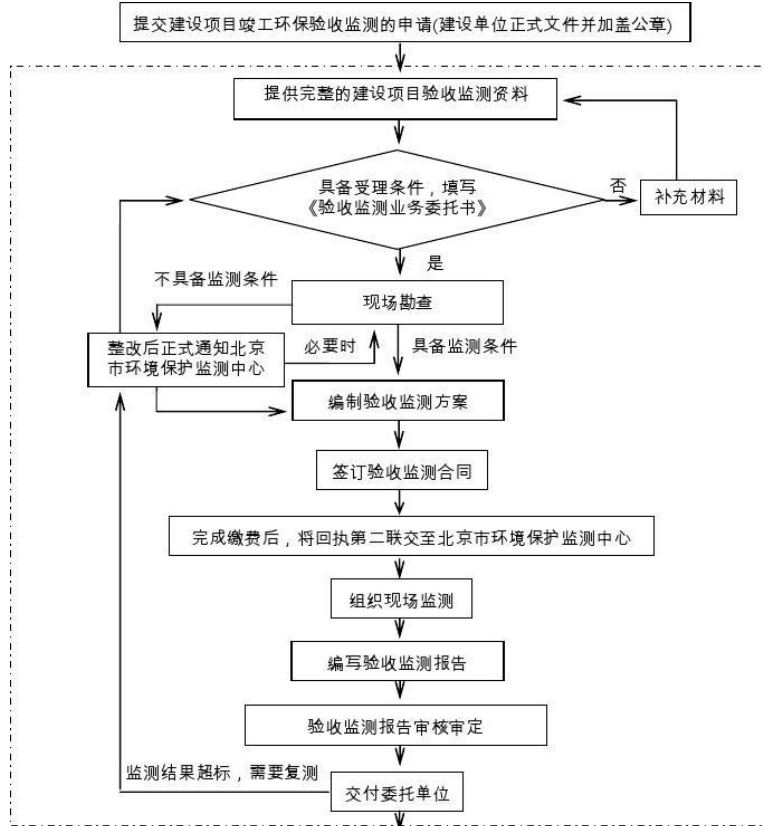 提交建设项目竣工环保验收监测的申请(建设单位正式文件并加盖公章)
提供完整的建设项目验收监测资料
具备受理条件，填写
《验收监测业务委托书》
否
补充材料
是
不具备监测条件
现场勘查
整改后正式通知北京
市环境保护监测中心
必要时
具备监测条件
编制验收监测方案
签订验收监测合同
完成缴费后，将回执第二联交至北京市环境保护监测中心
组织现场监测
编写验收监测报告
验收监测报告审核审定
监测结果超标，需要复测
交付委托单位